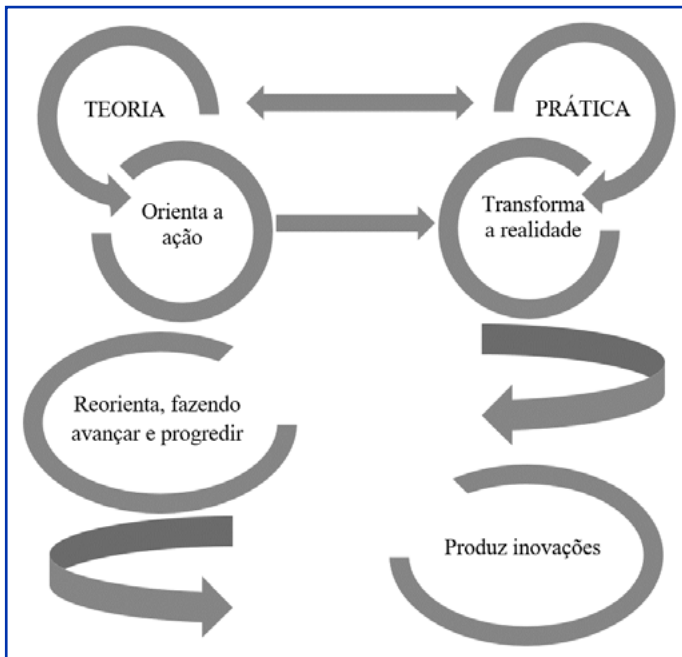 TEORIA
PRÁTICA
Orienta a
ação
Transforma
a realidade
Reorienta, fazendo
avançar e progredir
Produz inovações